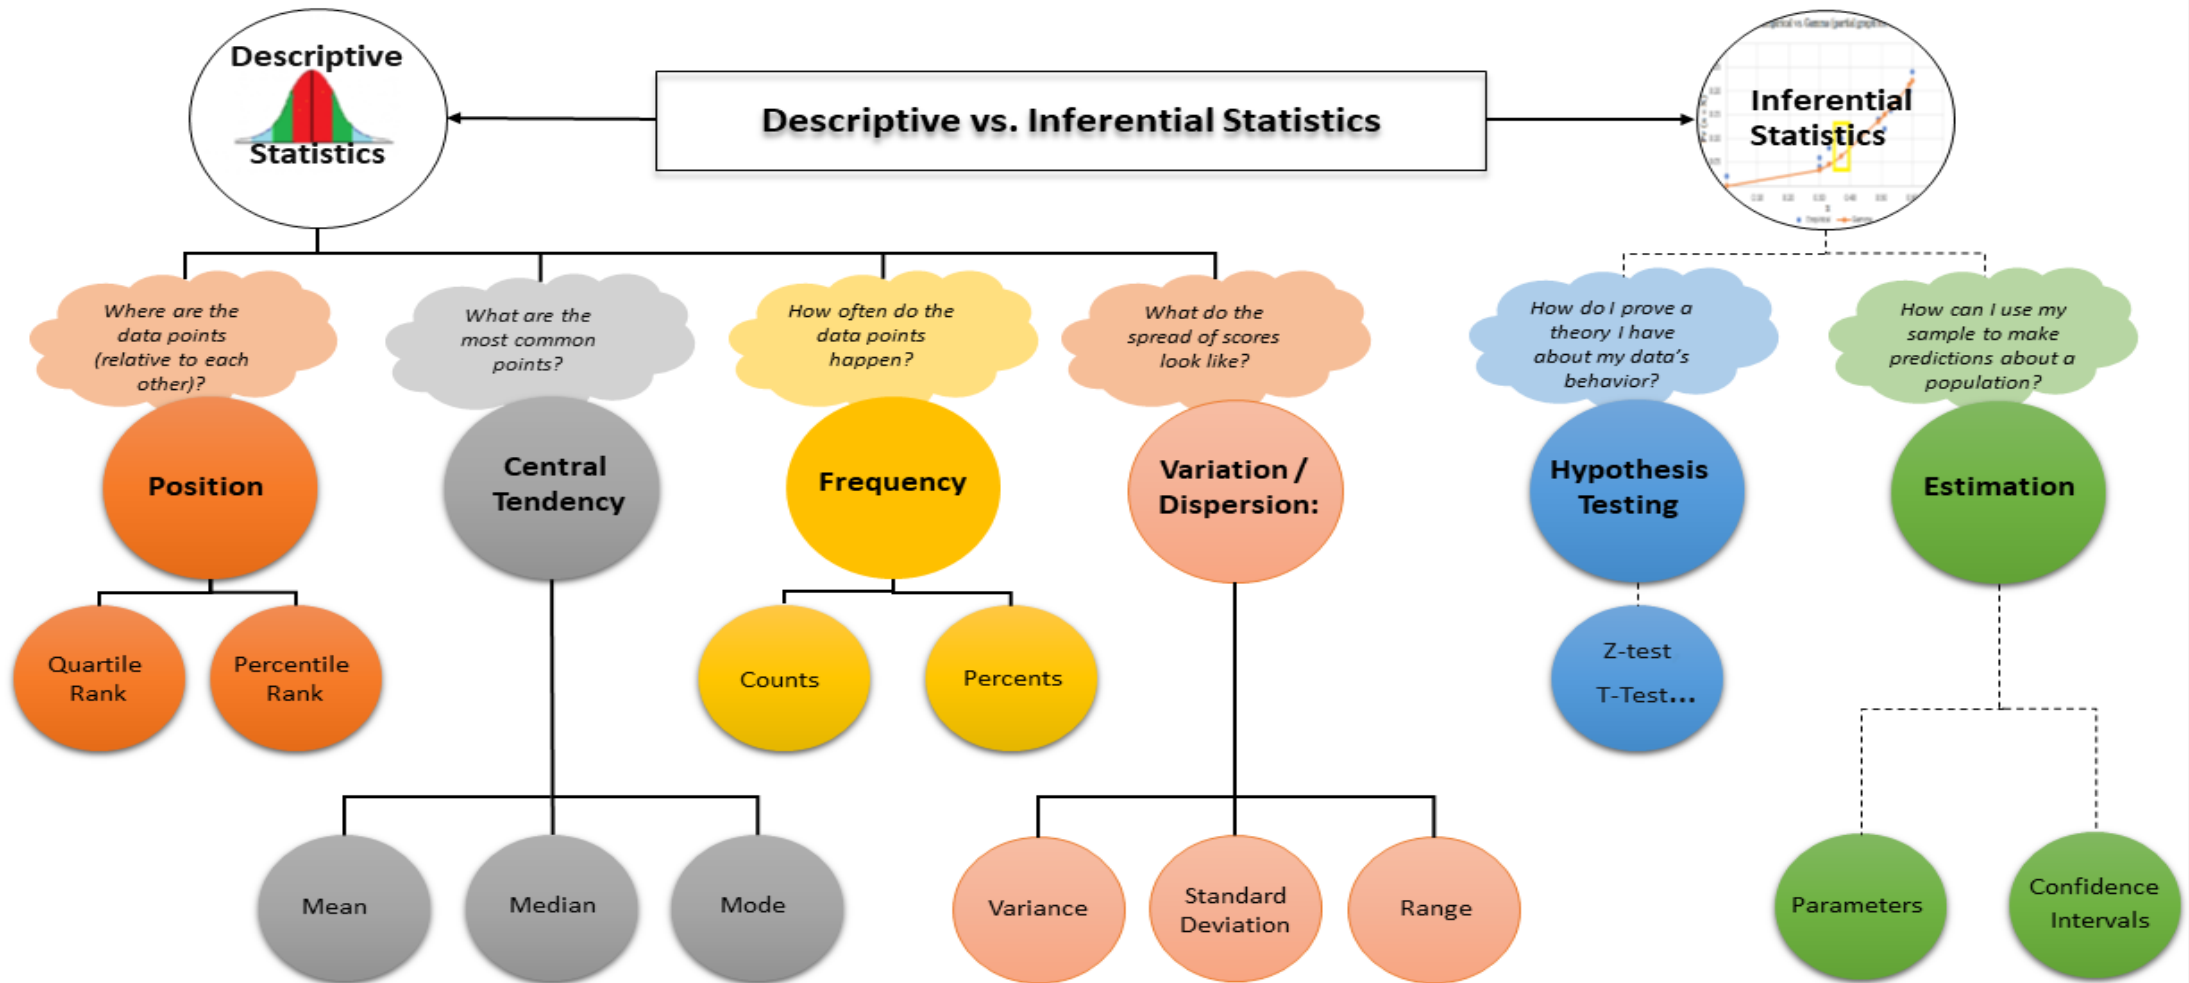 Descriptive
Statistics
Descriptive vs. Inferential Statistics
Inferential
Statistics
Where are the
data points
(relative to each
other)?
What are the
most common
points?
How often do the
data points
happen?
What do the
spread of scores
look like?
How do I prove a
theory I have
about my data's
behavior?
How can I use my
sample to make
predictions about a
population?
Position
Central
Tendency
Frequency
Variation /
Dispersion:
Hypothesis
Testing
Estimation
Quartile
Rank
Percentile
Rank
Counts
Percents
Z-test
T-Test...
Mean
Median
Mode
Variance
Standard
Deviation
Range
Parameters
Confidence
Intervals